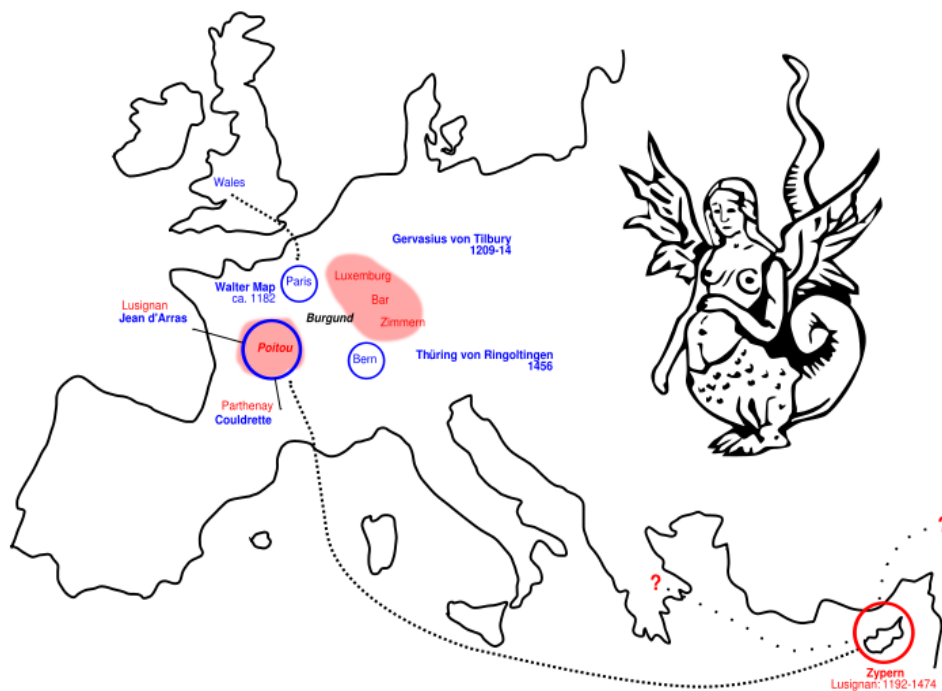 Wales
Gervasius von Tilbury
1209-14
Luxemburg
Paris
Walter Map
ca. 1182
Bar
Lusignan
Jean d'Arras
Burgund
Zimmern
Poitou
Bern
Thüring von Ringoltingen
1456
Parthenay
Couldrette
?
?
Zypern
Lusignan: 1192-1474